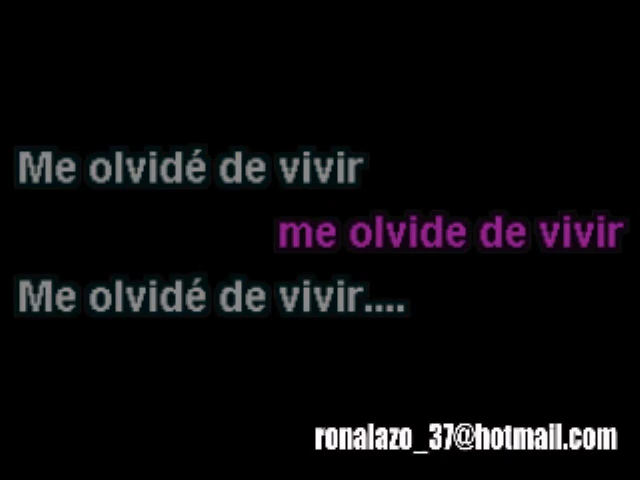 Me olvidé de vivir
me olvide de vivir
Me olvidé de vivir....
ronalazo_37@hotmail.com